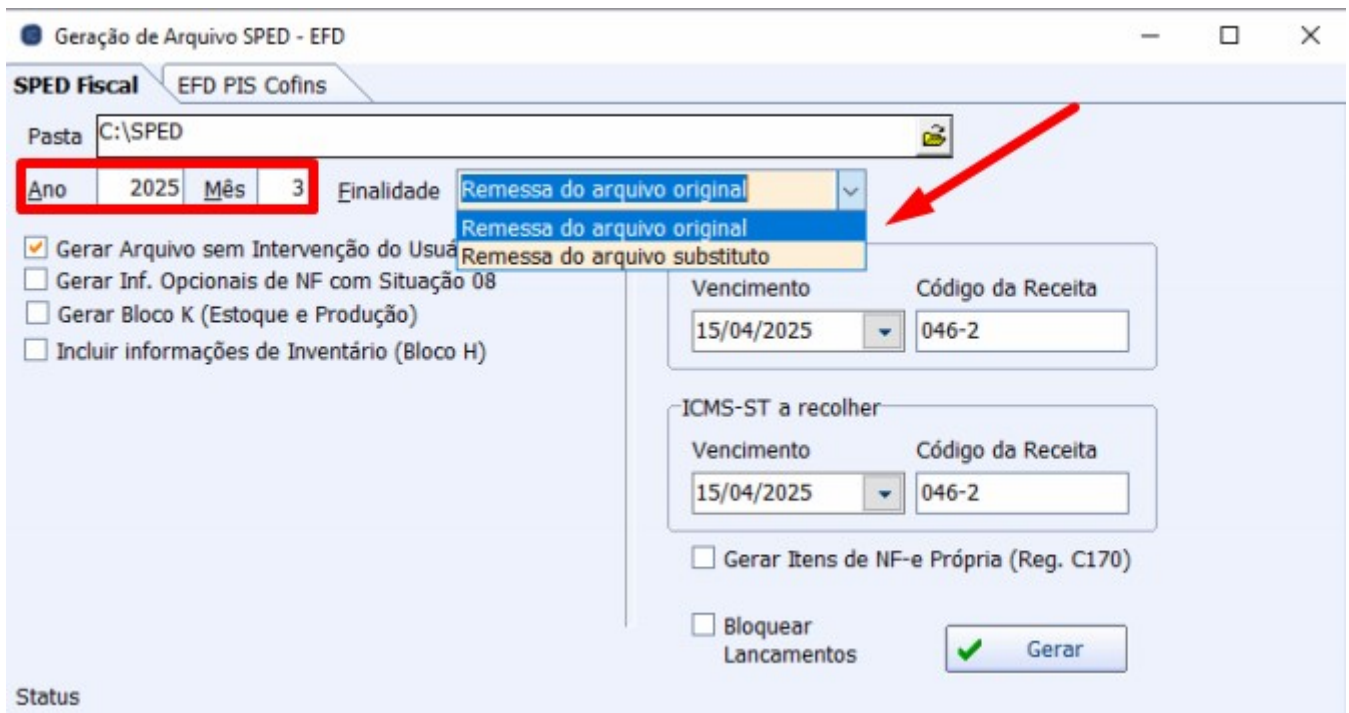 Geração de Arquivo SPED - EFD
SPED Fiscal EFD PIS Cofins
Pasta C:\SPED
Ano 2025 Mês 3 Finalidade Remessa do arquivo original
Remessa do arquivo original
Remessa do arquivo substituto
Gerar Arquivo sem Intervenção do Usuá
Gerar Inf. Opcionais de NF com Situação 08
Gerar Bloco K (Estoque e Produção)
Incluir informações de Inventário (Bloco H)
Vencimento Código da Receita
15/04/2025 046-2
ICMS-ST a recolher
Vencimento Código da Receita
15/04/2025 046-2
Gerar Itens de NF-e Própria (Reg. C170)
Bloquear
Lancamentos
Gerar
Status